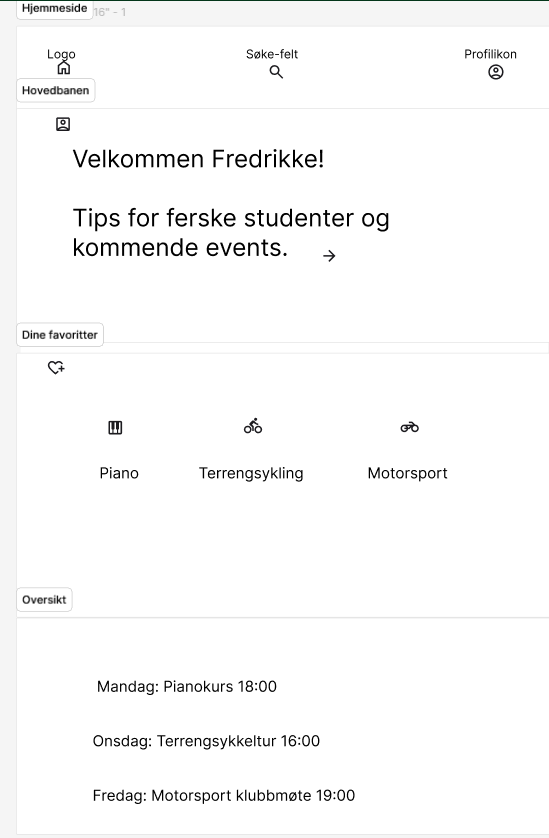 Hjemmeside 16" - 1
Logo Søke-felt Profilikon
Hovedbanen
Velkommen Fredrikke!
Tips for ferske studenter og
kommende events.
Dine favoritter
Piano Terrengsykling Motorsport
Oversikt
Mandag: Pianokurs 18:00
Onsdag: Terrengsykkeltur 16:00
Fredag: Motorsport klubbmøte 19:00